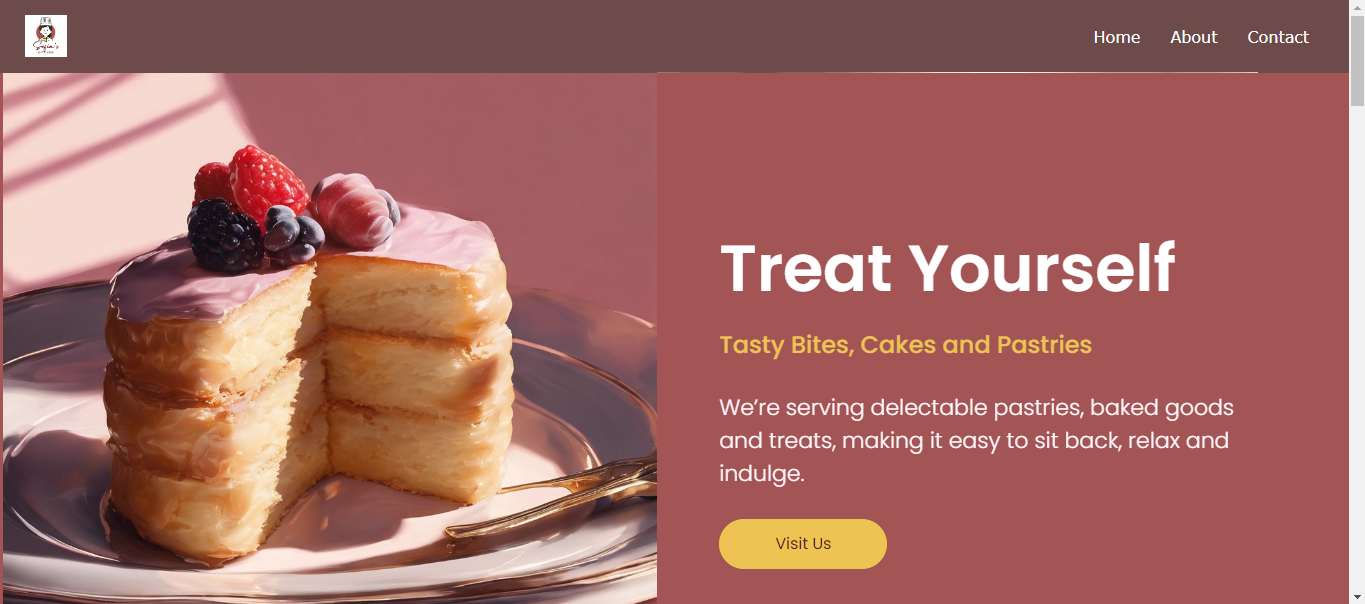 Sofia's
Home About Contact
Treat Yourself
Tasty Bites, Cakes and Pastries
We’re serving delectable pastries, baked goods
and treats, making it easy to sit back, relax and
indulge.
Visit Us